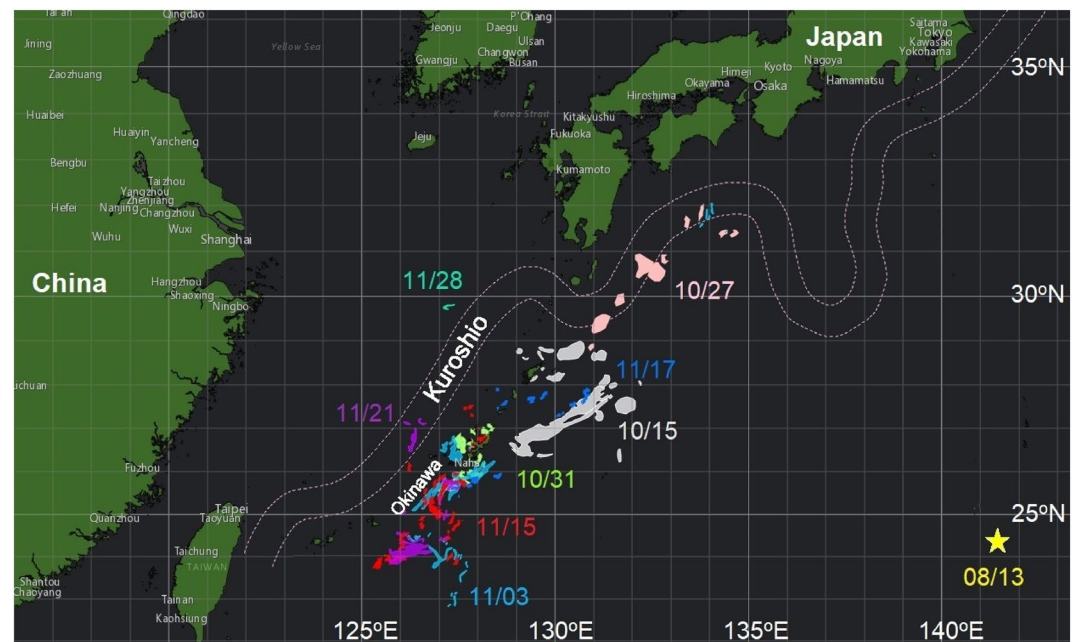 Tai'an
Qingdao
Jeonju
P'Ohang
Daegu
Saitama
Tokyo
Kawasaki
Yokohama
Jining
Yellow Sea
Ulsan
Changwon
Gwangju
Busan
Japan
Nagoya
35ºN
Zaozhuang
Himeji
Kyoto
Okayama
Osaka
Hamamatsu
Hiroshima
Huaibei
Korea Strait
Kitakyushu
Huaiyin
Yancheng
Jeju
Fukuoka
Bengbu
Kumamoto
Taizhou
Yangzhou
Zhenjiang
Hefei
Nanjing
Changzhou
Wuxi
Wuhu
Shanghai
China
Hangzhou
Shaoxing
Ningbo
11/28
10/27
30ºN
Kuroshio
uchuan
11/17
11/21
10/15
Fuzhou
Naha
10/31
Okinawa
Quanzhou
Taipei
Taoyuan
11/15
25ºN
Taichung
TAIWAN
08/13
Shantou
Chaoyang
Tainan
11/03
Kaohsiung
125ºE
130ºE
135ºE
140ºE